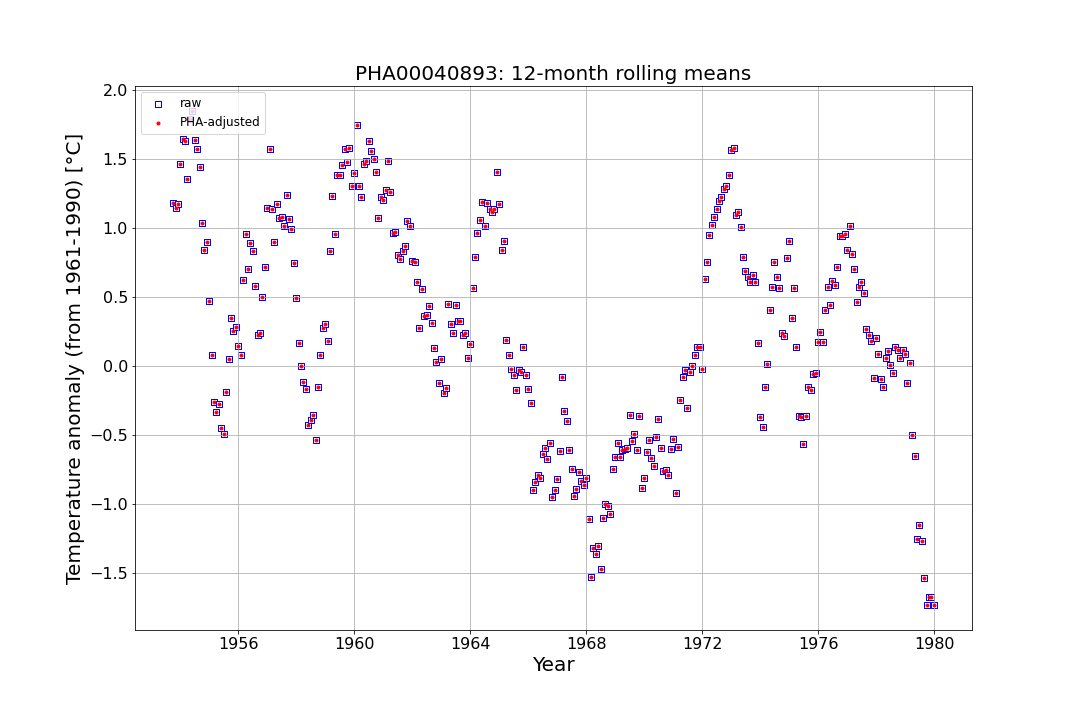 PHA00040893: 12-month rolling means
raw
PHA-adjusted
Temperature anomaly (from 1961-1990) [°C]
2.0
1.5
1.0
0.5
0.0
−0.5
−1.0
−1.5
1956 1960 1964 1968 1972 1976 1980
Year